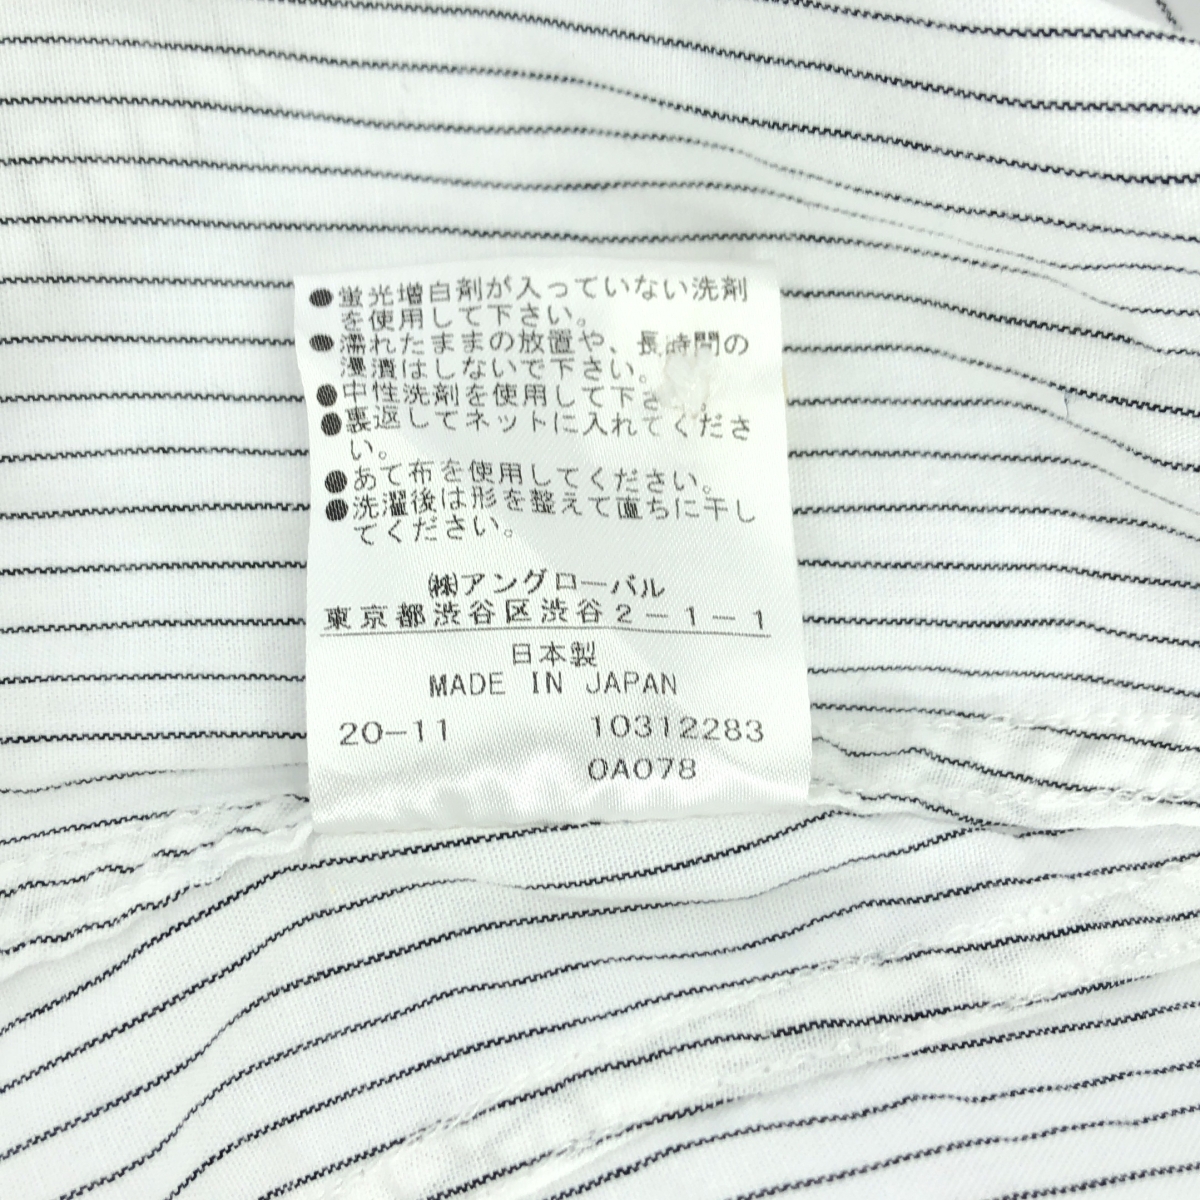 ●蛍光増白剤が入っていない洗剤
を使用して下さい。
●濡れたままの放置や、長時間の
浸漬はしないで下さい。
●中性洗剤を使用して下さ。
●裏返してネットに入れてくださ
い。
●あて布を使用してください。
●洗濯後は形を整えて直ちに干し
てください。
㈱アングローバル
東京都渋谷区渋谷2-1-1
日本製
MADE IN JAPAN
20-11 10312283
0A078